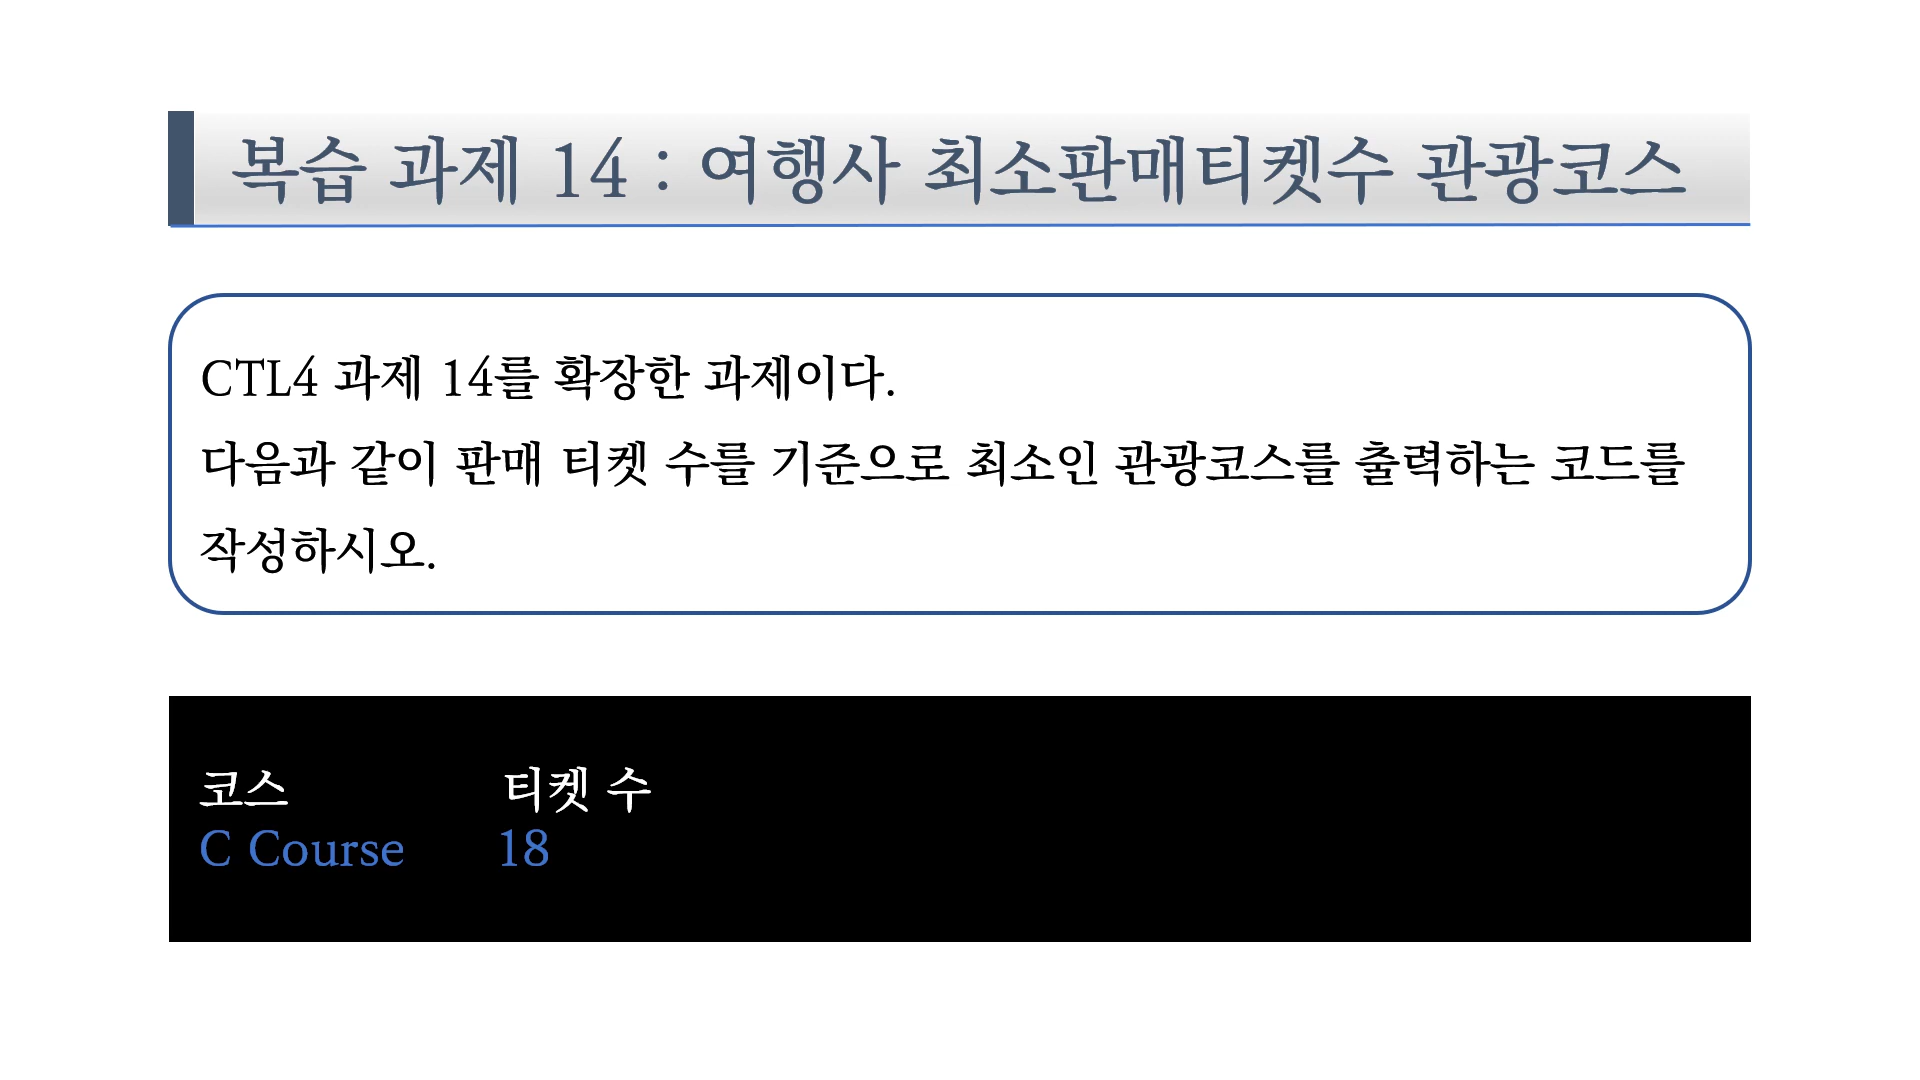 복습 과제 14 : 여행사 최소판매티켓수 관광코스
CTL4 과제 14를 확장한 과제이다.
다음과 같이 판매 티켓 수를 기준으로 최소인 관광코스를 출력하는 코드를
작성하시오.
코스 티켓 수
C Course 18